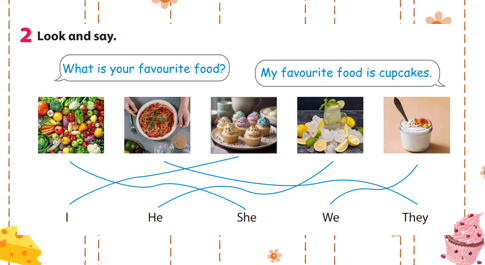 2 Look and say.
What is your favourite food?
My favourite food is cupcakes.
I He She We They